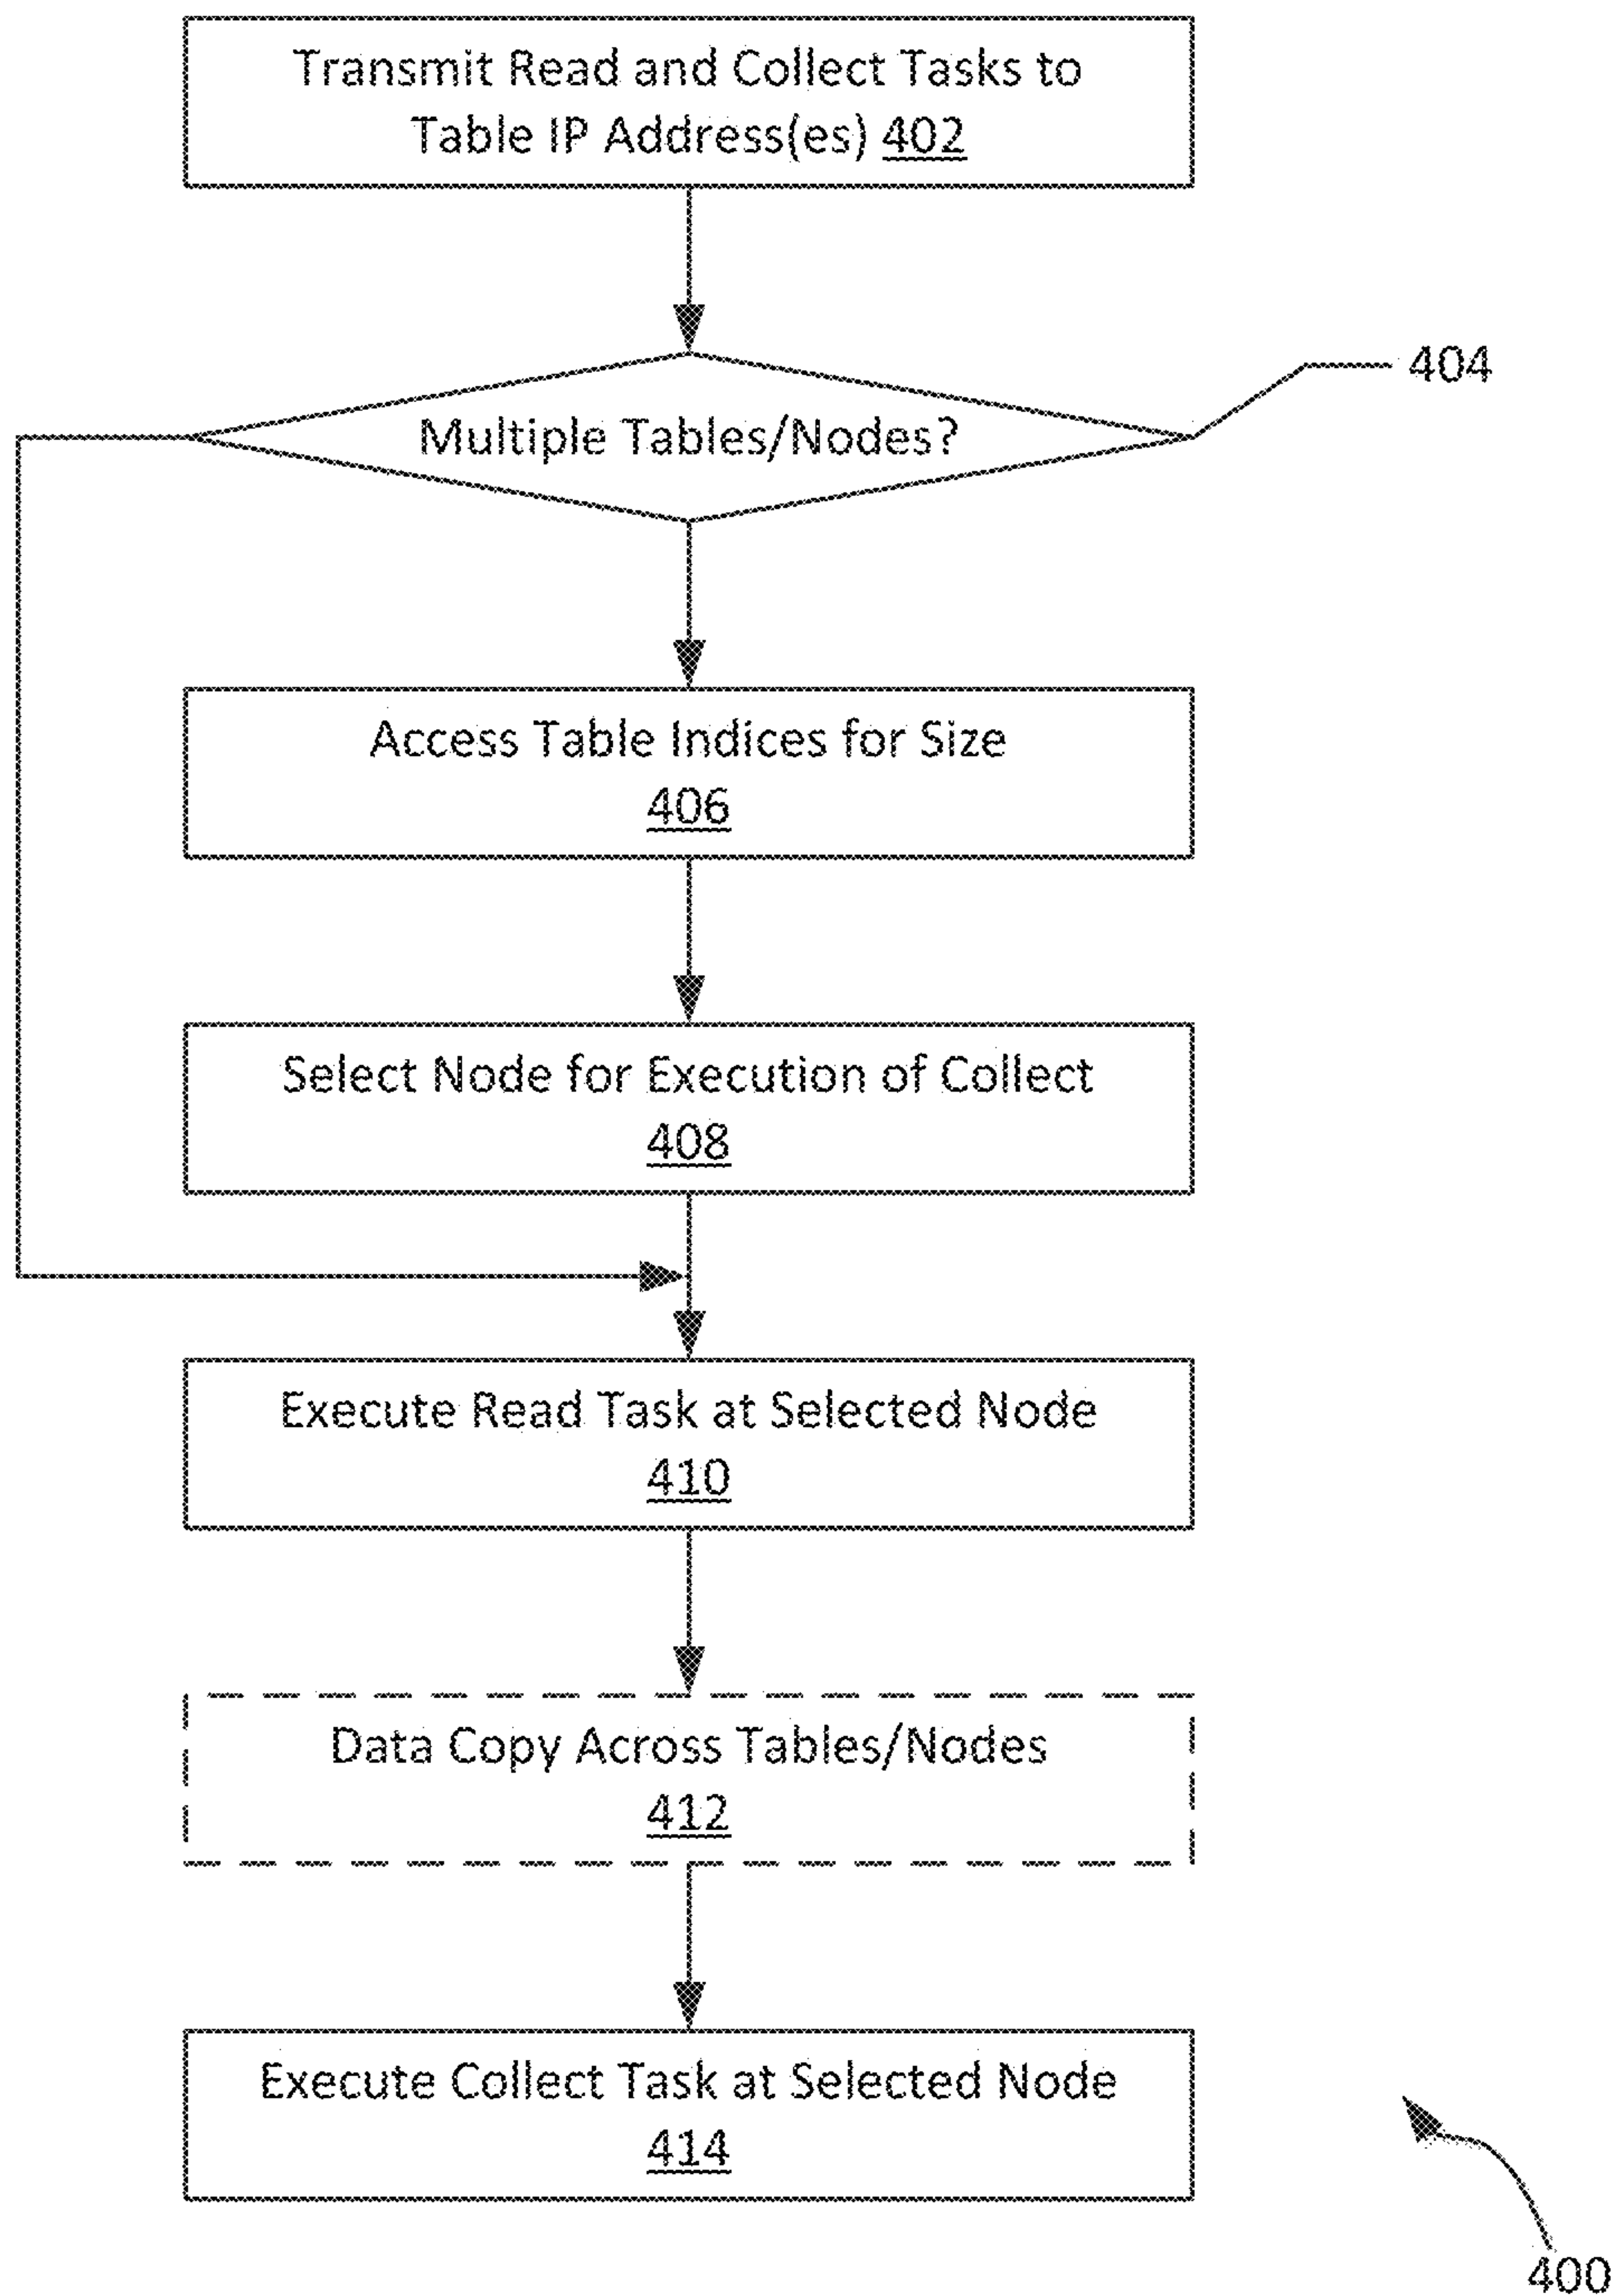 Transmit Read and Collect Tasks to
Table IP Address(es) 402
404
Multiple Tables/Nodes?
Access Table Indices for Size
406
Select Node for Execution of Collect
408
Execute Read Task at Selected Node
410
Data Copy Across Tables/Nodes
412
Execute Collect Task at Selected Node
414
400